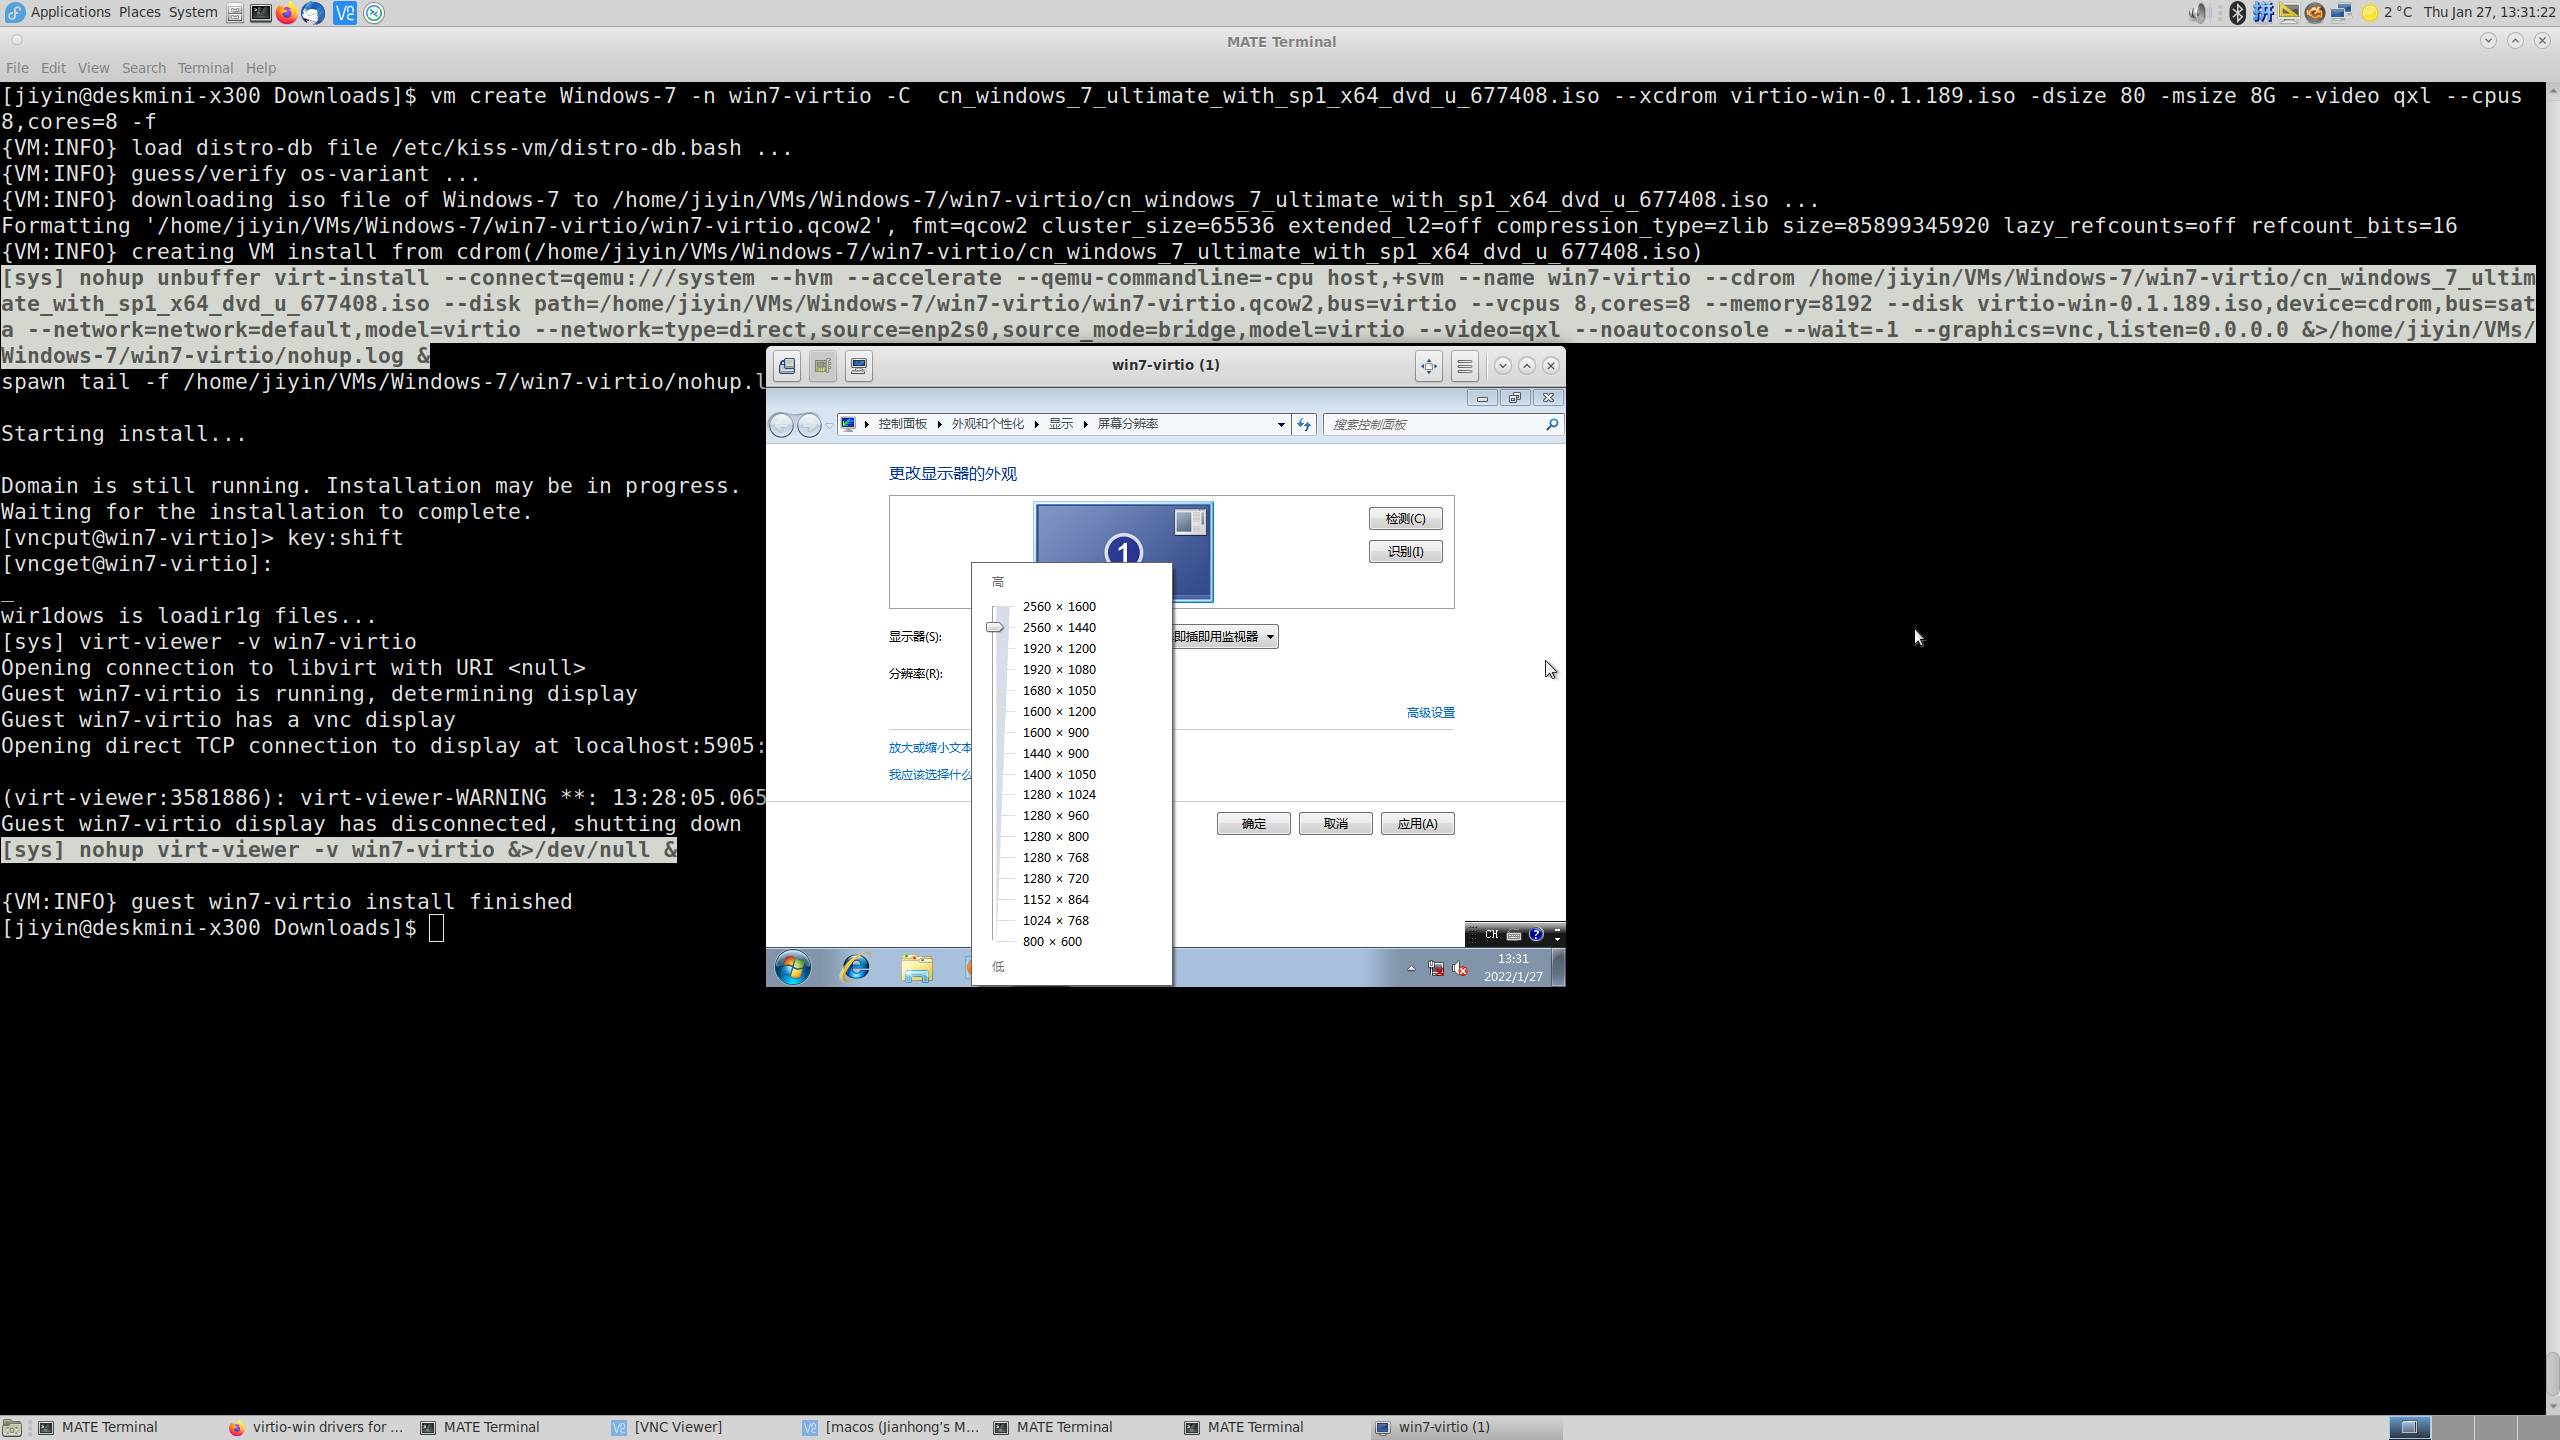 Applications Places System
2 °C Thu Jan 27, 13:31:22
MATE Terminal
File Edit View Search Terminal Help
[jiyin@deskmini-x300 Downloads]$ vm create Windows-7 -n win7-virtio -C  cn_windows_7_ultimate_with_sp1_x64_dvd_u_677408.iso --xcdrom virtio-win-0.1.189.iso -dsize 80 -msize 8G --video qxl --cpus
8,cores=8 -f
{VM:INFO} load distro-db file /etc/kiss-vm/distro-db.bash ...
{VM:INFO} guess/verify os-variant ...
{VM:INFO} downloading iso file of Windows-7 to /home/jiyin/VMs/Windows-7/win7-virtio/cn_windows_7_ultimate_with_sp1_x64_dvd_u_677408.iso ...
Formatting '/home/jiyin/VMs/Windows-7/win7-virtio/win7-virtio.qcow2', fmt=qcow2 cluster_size=65536 extended_l2=off compression_type=zlib size=85899345920 lazy_refcounts=off refcount_bits=16
{VM:INFO} creating VM install from cdrom(/home/jiyin/VMs/Windows-7/win7-virtio/cn_windows_7_ultimate_with_sp1_x64_dvd_u_677408.iso)
[sys] nohup unbuffer virt-install --connect=qemu:///system --hvm --accelerate --qemu-commandline=-cpu host,+svm --name win7-virtio --cdrom /home/jiyin/VMs/Windows-7/win7-virtio/cn_windows_7_ultim
ate_with_sp1_x64_dvd_u_677408.iso --disk path=/home/jiyin/VMs/Windows-7/win7-virtio/win7-virtio.qcow2,bus=virtio --vcpus 8,cores=8 --memory=8192 --disk virtio-win-0.1.189.iso,device=cdrom,bus=sat
a --network=network=default,model=virtio --network=type=direct,source=enp2s0,source_mode=bridge,model=virtio --video=qxl --noautoconsole --wait=-1 --graphics=vnc,listen=0.0.0.0 &>/home/jiyin/VMs/
Windows-7/win7-virtio/nohup.log &
spawn tail -f /home/jiyin/VMs/Windows-7/win7-virtio/nohup.l
Starting install...
Domain is still running. Installation may be in progress.
Waiting for the installation to complete.
[vncput@win7-virtio]> key:shift
[vncget@win7-virtio]:
_
wir1dows is loadir1g files...
[sys] virt-viewer -v win7-virtio
Opening connection to libvirt with URI <null>
Guest win7-virtio is running, determining display
Guest win7-virtio has a vnc display
Opening direct TCP connection to display at localhost:5905:
(virt-viewer:3581886): virt-viewer-WARNING **: 13:28:05.065
Guest win7-virtio display has disconnected, shutting down
[sys] nohup virt-viewer -v win7-virtio &>/dev/null &
{VM:INFO} guest win7-virtio install finished
[jiyin@deskmini-x300 Downloads]$
win7-virtio (1)
控制面板 外观和个性化 显示 屏幕分辨率
搜索控制面板
更改显示器的外观
1
检测(C)
识别(I)
显示器(S):
即插即用监视器
分辨率(R):
高级设置
放大或缩小文本
我应该选择什么
高
2560 × 1600
2560 × 1440
1920 × 1200
1920 × 1080
1680 × 1050
1600 × 1200
1600 × 900
1440 × 900
1400 × 1050
1280 × 1024
1280 × 960
1280 × 800
1280 × 768
1280 × 720
1152 × 864
1024 × 768
800 × 600
低
确定 取消 应用(A)
CH
13:31
2022/1/27
MATE Terminal
virtio-win drivers for ...
MATE Terminal
[VNC Viewer]
[macos (Jianhong's M...
MATE Terminal
MATE Terminal
win7-virtio (1)